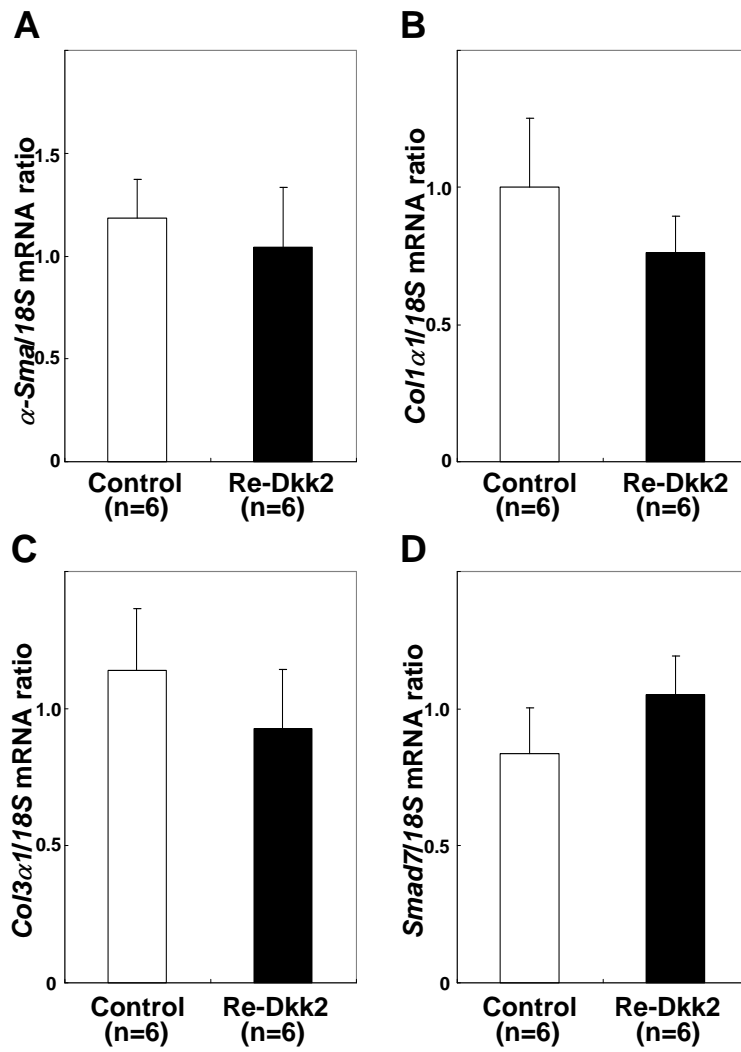 A
α-Sma/18S mRNA ratio
1.5
1.0
0.5
0
Control
(n=6)
Re-Dkk2
(n=6)
B
Col1α1/18S mRNA ratio
1.0
0.5
0
Control
(n=6)
Re-Dkk2
(n=6)
C
Col3α1/18S mRNA ratio
1.0
0.5
0
Control
(n=6)
Re-Dkk2
(n=6)
D
Smad7/18S mRNA ratio
1.0
0.5
0
Control
(n=6)
Re-Dkk2
(n=6)